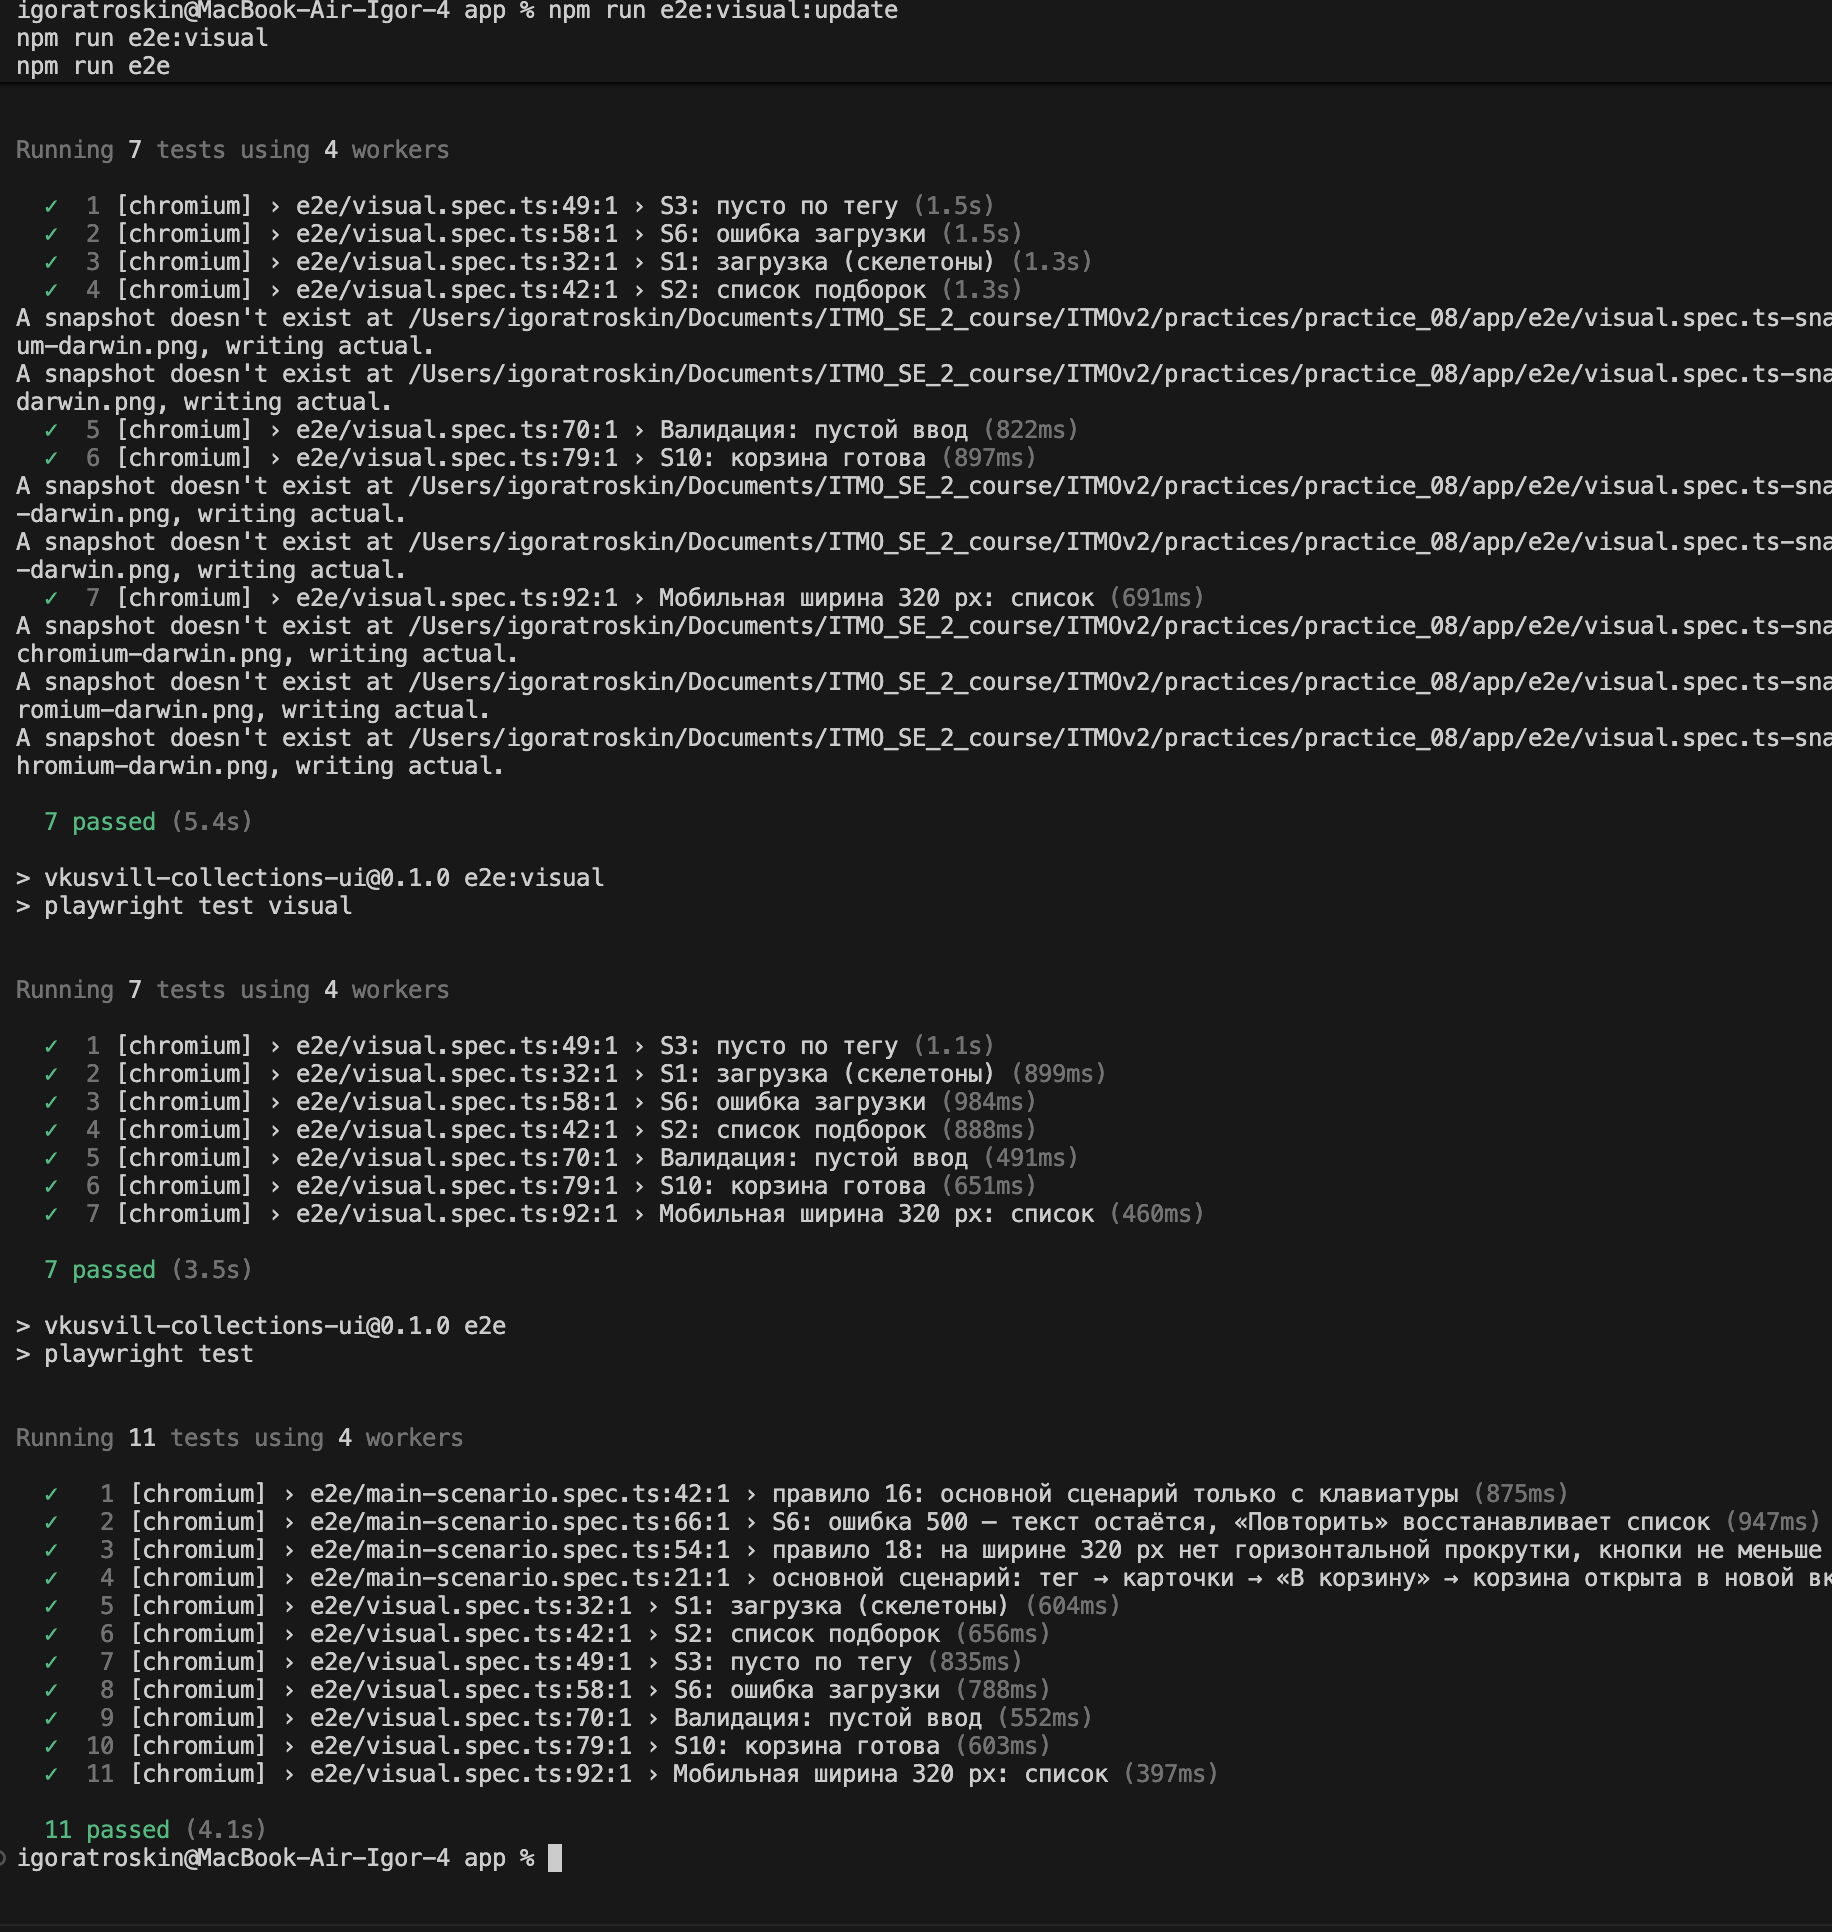 igoratroskin@MacBook-Air-Igor-4 app % npm run e2e:visual:update
npm run e2e:visual
npm run e2e
Running 7 tests using 4 workers
✓ 1 [chromium] › e2e/visual.spec.ts:49:1 › S3: пусто по тегу (1.5s)
✓ 2 [chromium] › e2e/visual.spec.ts:58:1 › S6: ошибка загрузки (1.5s)
✓ 3 [chromium] › e2e/visual.spec.ts:32:1 › S1: загрузка (скелетоны) (1.3s)
✓ 4 [chromium] › e2e/visual.spec.ts:42:1 › S2: список подборок (1.3s)
A snapshot doesn't exist at /Users/igoratroskin/Documents/ITMO_SE_2_course/ITMOv2/practices/practice_08/app/e2e/visual.spec.ts-sna
um-darwin.png, writing actual.
A snapshot doesn't exist at /Users/igoratroskin/Documents/ITMO_SE_2_course/ITMOv2/practices/practice_08/app/e2e/visual.spec.ts-sna
darwin.png, writing actual.
✓ 5 [chromium] › e2e/visual.spec.ts:70:1 › Валидация: пустой ввод (822ms)
✓ 6 [chromium] › e2e/visual.spec.ts:79:1 › S10: корзина готова (897ms)
A snapshot doesn't exist at /Users/igoratroskin/Documents/ITMO_SE_2_course/ITMOv2/practices/practice_08/app/e2e/visual.spec.ts-sna
-darwin.png, writing actual.
A snapshot doesn't exist at /Users/igoratroskin/Documents/ITMO_SE_2_course/ITMOv2/practices/practice_08/app/e2e/visual.spec.ts-sna
-darwin.png, writing actual.
✓ 7 [chromium] › e2e/visual.spec.ts:92:1 › Мобильная ширина 320 px: список (691ms)
A snapshot doesn't exist at /Users/igoratroskin/Documents/ITMO_SE_2_course/ITMOv2/practices/practice_08/app/e2e/visual.spec.ts-sna
chromium-darwin.png, writing actual.
A snapshot doesn't exist at /Users/igoratroskin/Documents/ITMO_SE_2_course/ITMOv2/practices/practice_08/app/e2e/visual.spec.ts-sna
romium-darwin.png, writing actual.
A snapshot doesn't exist at /Users/igoratroskin/Documents/ITMO_SE_2_course/ITMOv2/practices/practice_08/app/e2e/visual.spec.ts-sna
hromium-darwin.png, writing actual.
7 passed (5.4s)
> vkusvill-collections-ui@0.1.0 e2e:visual
> playwright test visual
Running 7 tests using 4 workers
✓ 1 [chromium] › e2e/visual.spec.ts:49:1 › S3: пусто по тегу (1.1s)
✓ 2 [chromium] › e2e/visual.spec.ts:32:1 › S1: загрузка (скелетоны) (899ms)
✓ 3 [chromium] › e2e/visual.spec.ts:58:1 › S6: ошибка загрузки (984ms)
✓ 4 [chromium] › e2e/visual.spec.ts:42:1 › S2: список подборок (888ms)
✓ 5 [chromium] › e2e/visual.spec.ts:70:1 › Валидация: пустой ввод (491ms)
✓ 6 [chromium] › e2e/visual.spec.ts:79:1 › S10: корзина готова (651ms)
✓ 7 [chromium] › e2e/visual.spec.ts:92:1 › Мобильная ширина 320 px: список (460ms)
7 passed (3.5s)
> vkusvill-collections-ui@0.1.0 e2e
> playwright test
Running 11 tests using 4 workers
✓ 1 [chromium] › e2e/main-scenario.spec.ts:42:1 › правило 16: основной сценарий только с клавиатуры (875ms)
✓ 2 [chromium] › e2e/main-scenario.spec.ts:66:1 › S6: ошибка 500 — текст остаётся, «Повторить» восстанавливает список (947ms)
✓ 3 [chromium] › e2e/main-scenario.spec.ts:54:1 › правило 18: на ширине 320 px нет горизонтальной прокрутки, кнопки не меньше
✓ 4 [chromium] › e2e/main-scenario.spec.ts:21:1 › основной сценарий: тег → карточки → «В корзину» → корзина открыта в новой вк
✓ 5 [chromium] › e2e/visual.spec.ts:32:1 › S1: загрузка (скелетоны) (604ms)
✓ 6 [chromium] › e2e/visual.spec.ts:42:1 › S2: список подборок (656ms)
✓ 7 [chromium] › e2e/visual.spec.ts:49:1 › S3: пусто по тегу (835ms)
✓ 8 [chromium] › e2e/visual.spec.ts:58:1 › S6: ошибка загрузки (788ms)
✓ 9 [chromium] › e2e/visual.spec.ts:70:1 › Валидация: пустой ввод (552ms)
✓ 10 [chromium] › e2e/visual.spec.ts:79:1 › S10: корзина готова (603ms)
✓ 11 [chromium] › e2e/visual.spec.ts:92:1 › Мобильная ширина 320 px: список (397ms)
11 passed (4.1s)
igoratroskin@MacBook-Air-Igor-4 app %